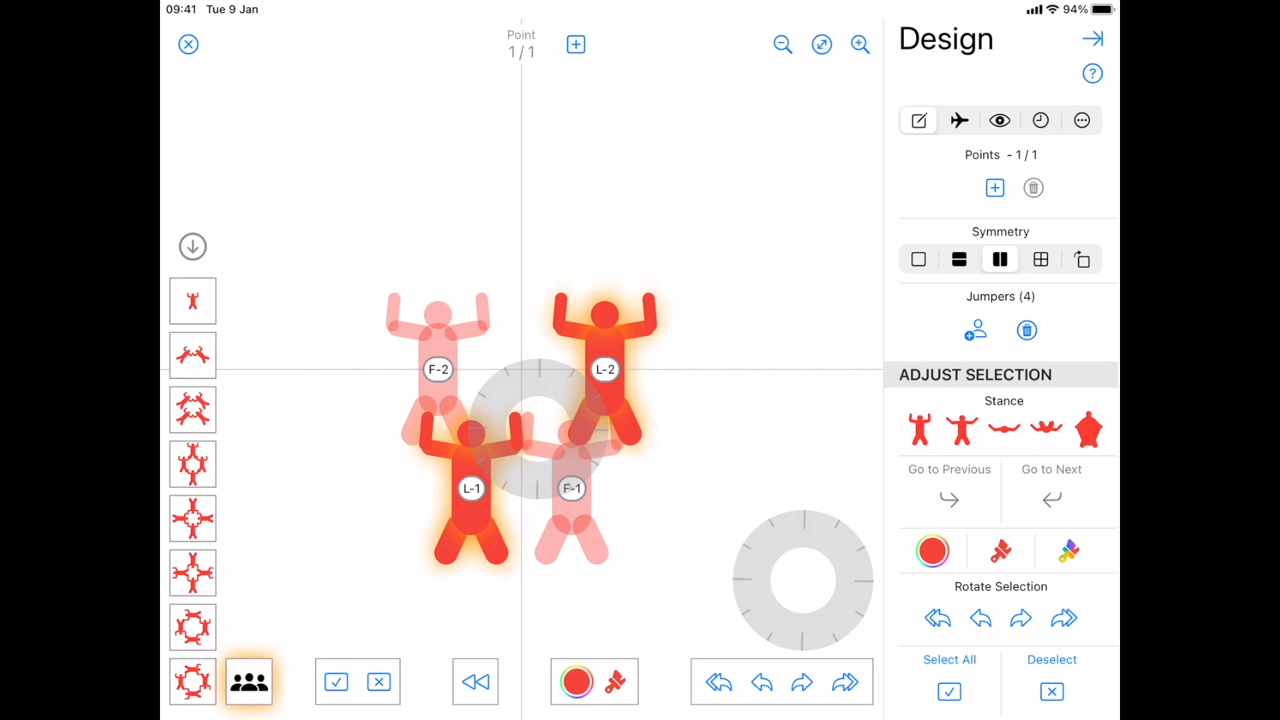 09:41 Tue 9 Jan
94%
Point
1/1
Design
Points - 1/1
Symmetry
Jumpers (4)
ADJUST SELECTION
Stance
Go to Previous
Go to Next
Rotate Selection
Select All
Deselect
F-2
L-2
L-1
F-1